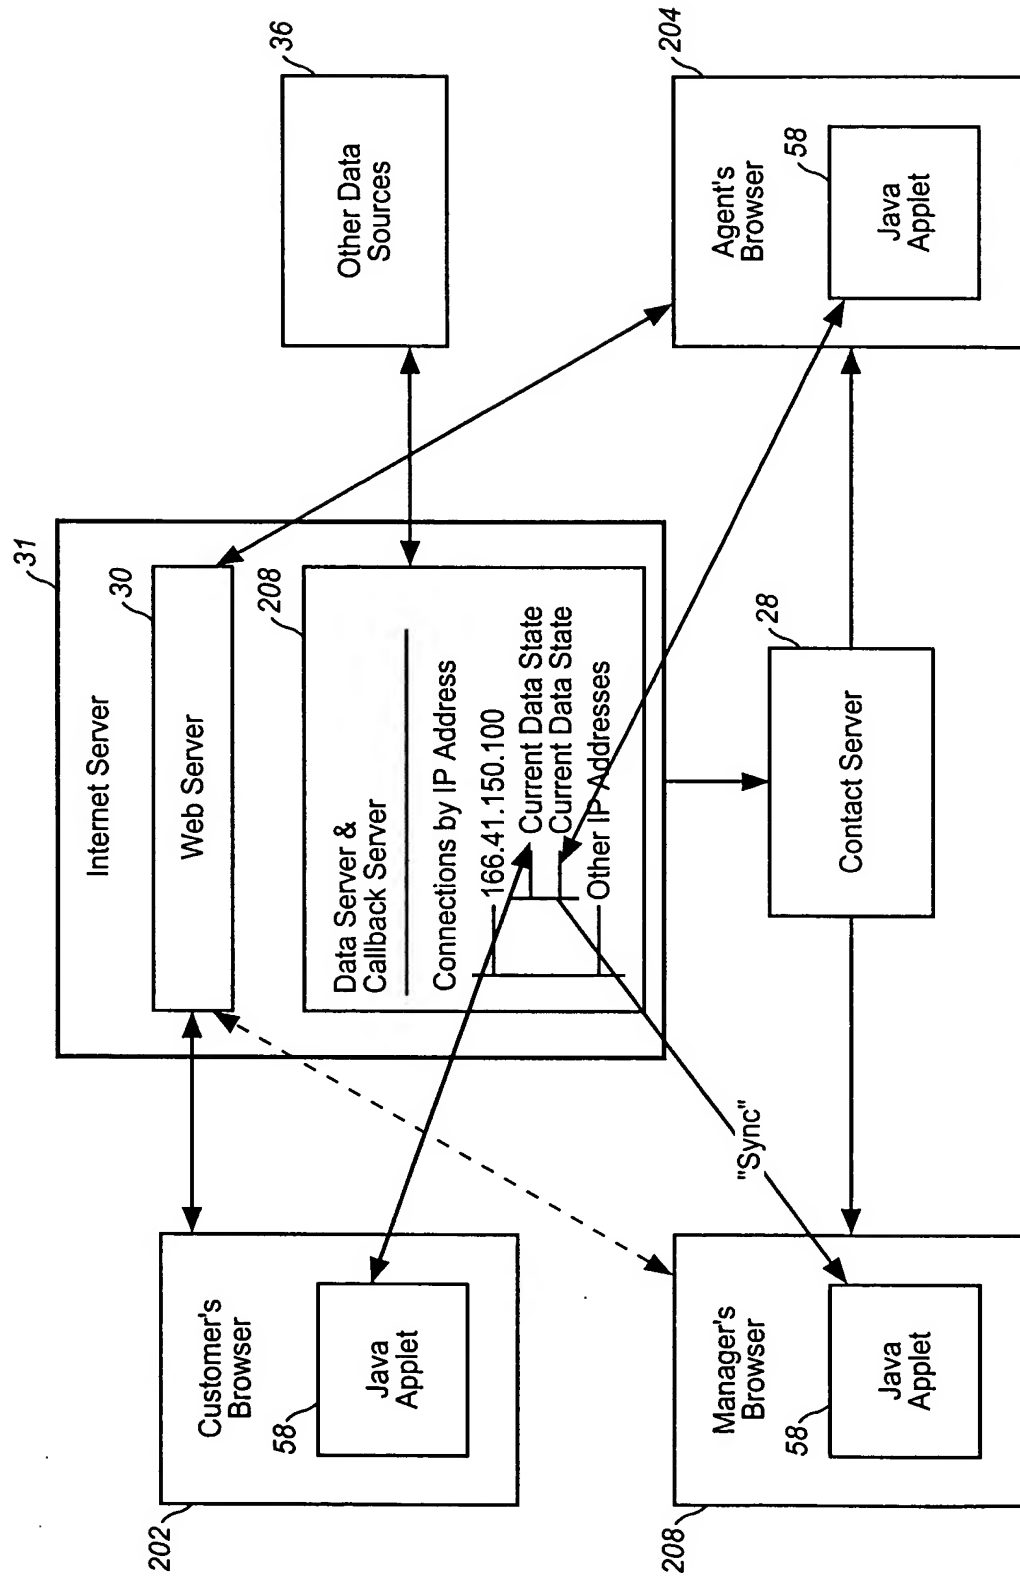 31
Internet Server
30
Web Server
208
Data Server &
Callback Server
Connections by IP Address
166.41.150.100
Current Data State
Current Data State
Other IP Addresses
36
Other Data
Sources
202
Customer's
Browser
58
Java
Applet
204
Agent's
Browser
58
Java
Applet
208
Manager's
Browser
58
Java
Applet
"Sync"
28
Contact Server